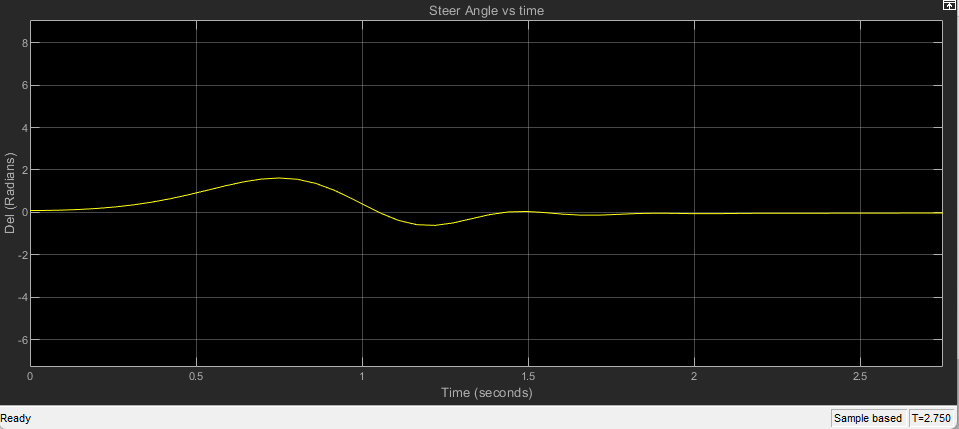 Steer Angle vs time
8
6
4
2
0
-2
-4
-6
Del (Radians)
0 0.5 1 1.5 2 2.5
Time (seconds)
Ready Sample based T=2.750